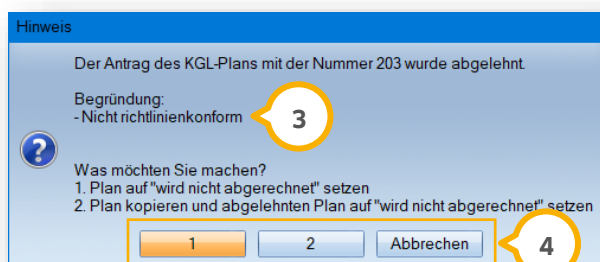 Hinweis
Der Antrag des KGL-Plans mit der Nummer 203 wurde abgelehnt.
Begründung:
- Nicht richtlinienkonform
3
?
Was möchten Sie machen?
1. Plan auf "wird nicht abgerechnet" setzen
2. Plan kopieren und abgelehnten Plan auf "wird nicht abgerechnet" setzen
1 2 Abbrechen
4